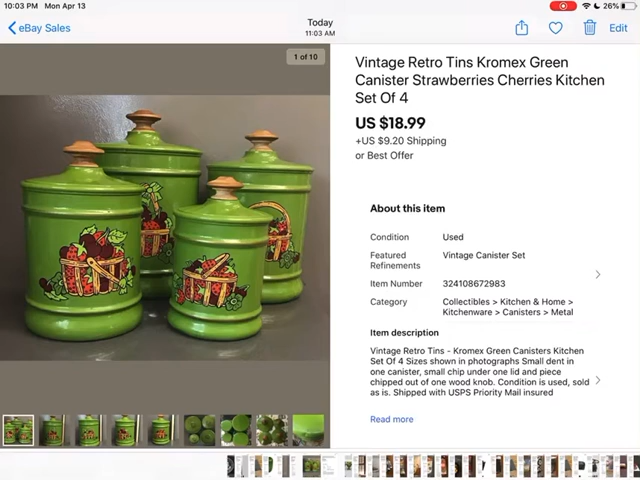 10:03 PM Mon Apr 13
26%
eBay Sales
Today
11:03 AM
Edit
1 of 10
Vintage Retro Tins Kromex Green
Canister Strawberries Cherries Kitchen
Set Of 4
US $18.99
+US $9.20 Shipping
or Best Offer
About this item
Condition Used
Featured Refinements Vintage Canister Set
Item Number 324108672983
Category Collectibles > Kitchen & Home >
Kitchenware > Canisters > Metal
Item description
Vintage Retro Tins - Kromex Green Canisters Kitchen
Set Of 4 Sizes shown in photographs Small dent in
one canister, small chip under one lid and piece
chipped out of one wood knob. Condition is used, sold
as is. Shipped with USPS Priority Mail insured
Read more